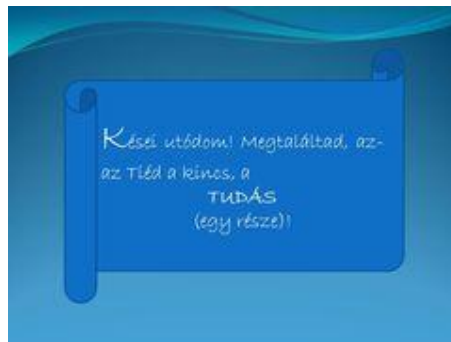 Kései utódom! Megtaláltad, az-
az Tiéd a kincs, a
TUDÁS
(egy része)!